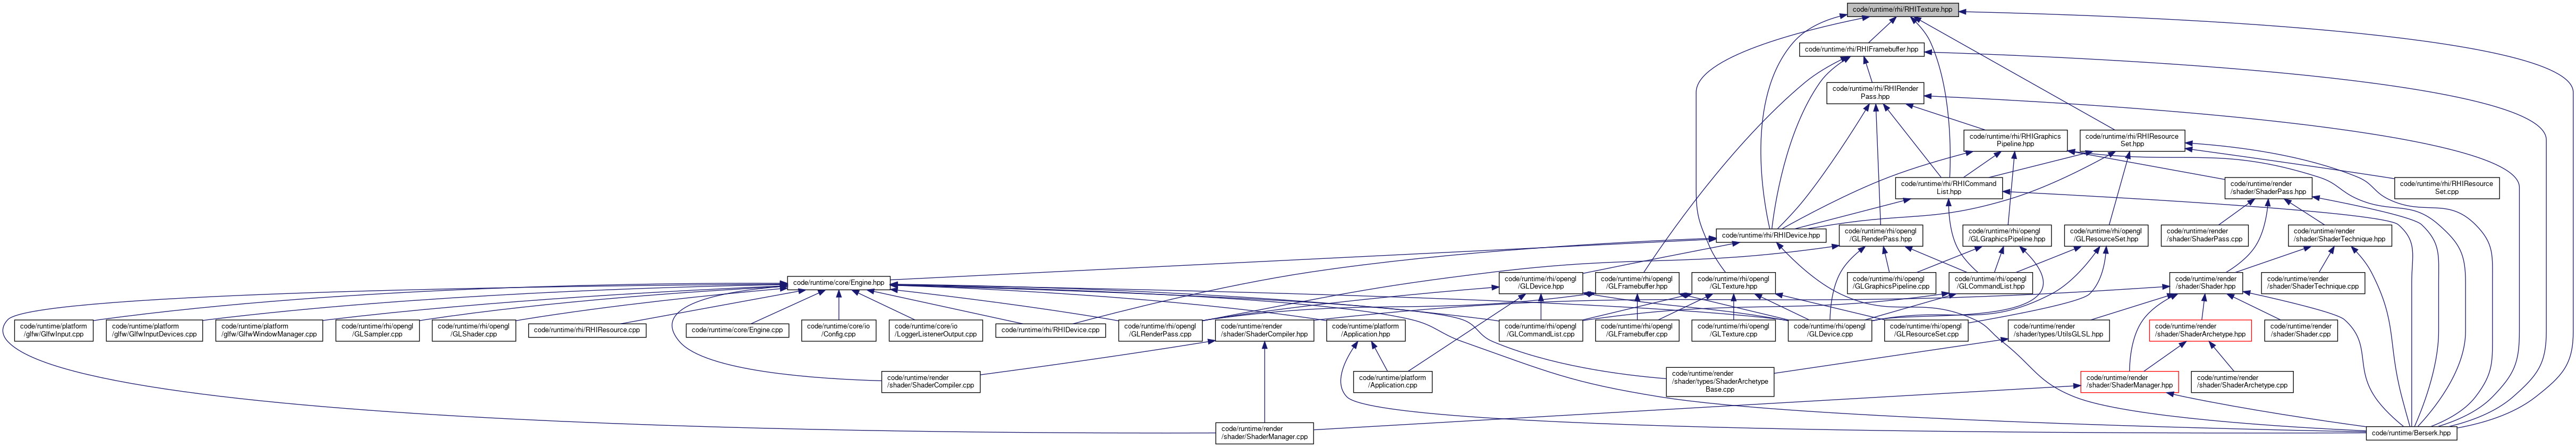 code/runtime/rhi/RHITexture.hpp
code/runtime/rhi/RHIFramebuffer.hpp
code/runtime/rhi/RHIRender
Pass.hpp
code/runtime/rhi/RHIGraphics
Pipeline.hpp
code/runtime/rhi/RHIResource
Set.hpp
code/runtime/rhi/RHICommand
List.hpp
code/runtime/render
/shader/ShaderPass.hpp
code/runtime/rhi/RHIResource
Set.cpp
code/runtime/rhi/RHIDevice.hpp
code/runtime/rhi/opengl
/GLRenderPass.hpp
code/runtime/rhi/opengl
/GLGraphicsPipeline.hpp
code/runtime/rhi/opengl
/GLResourceSet.hpp
code/runtime/render
/shader/ShaderPass.cpp
code/runtime/render
/shader/ShaderTechnique.hpp
code/runtime/core/Engine.hpp
code/runtime/rhi/opengl
/GLDevice.hpp
code/runtime/rhi/opengl
/GLFramebuffer.hpp
code/runtime/rhi/opengl
/GLTexture.hpp
code/runtime/rhi/opengl
/GLGraphicsPipeline.cpp
code/runtime/rhi/opengl
/GLCommandList.hpp
code/runtime/render
/shader/Shader.hpp
code/runtime/render
/shader/ShaderTechnique.cpp
code/runtime/platform
/glfw/GlfwInput.cpp
code/runtime/platform
/glfw/GlfwInputDevices.cpp
code/runtime/platform
/glfw/GlfwWindowManager.cpp
code/runtime/rhi/opengl
/GLSampler.cpp
code/runtime/rhi/opengl
/GLShader.cpp
code/runtime/rhi/RHIResource.cpp
code/runtime/core/Engine.cpp
code/runtime/core/io
/Config.cpp
code/runtime/core/io
/LoggerListenerOutput.cpp
code/runtime/rhi/RHIDevice.cpp
code/runtime/rhi/opengl
/GLRenderPass.cpp
code/runtime/render
/shader/ShaderCompiler.hpp
code/runtime/platform
/Application.hpp
code/runtime/rhi/opengl
/GLCommandList.cpp
code/runtime/rhi/opengl
/GLFramebuffer.cpp
code/runtime/rhi/opengl
/GLTexture.cpp
code/runtime/rhi/opengl
/GLDevice.cpp
code/runtime/rhi/opengl
/GLResourceSet.cpp
code/runtime/render
/shader/types/UtilsGLSL.hpp
code/runtime/render
/shader/ShaderArchetype.hpp
code/runtime/render
/shader/Shader.cpp
code/runtime/render
/shader/ShaderCompiler.cpp
code/runtime/platform
/Application.cpp
code/runtime/render
/shader/types/ShaderArchetype
Base.cpp
code/runtime/render
/shader/ShaderManager.hpp
code/runtime/render
/shader/ShaderArchetype.cpp
code/runtime/render
/shader/ShaderManager.cpp
code/runtime/Berserk.hpp